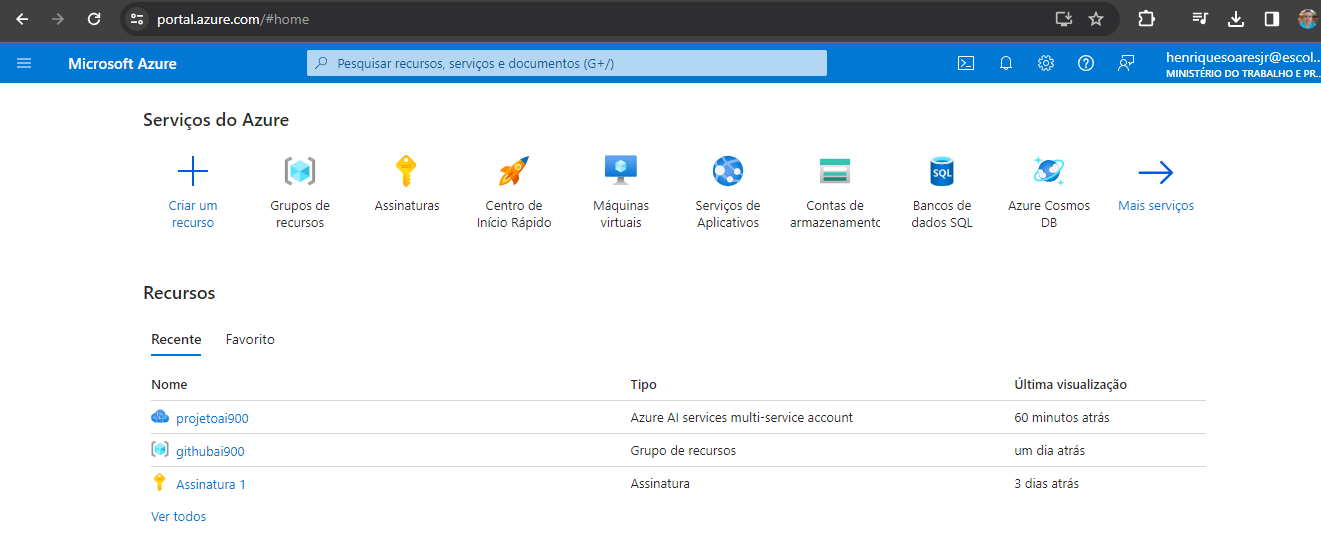 portal.azure.com/#home
Microsoft Azure
Pesquisar recursos, serviços e documentos (G+/)
henriquesoaresjr@escol...
MINISTÉRIO DO TRABALHO E PR...
Serviços do Azure
Criar um
recurso
Grupos de
recursos
Assinaturas
Centro de
Início Rápido
Máquinas
virtuais
Serviços de
Aplicativos
Contas de
armazenamento
SQL
Bancos de
dados SQL
Azure Cosmos
DB
Mais serviços
Recursos
Recente Favorito
Nome Tipo Última visualização
projetoai900 Azure AI services multi-service account 60 minutos atrás
githubai900 Grupo de recursos um dia atrás
Assinatura 1 Assinatura 3 dias atrás
Ver todos